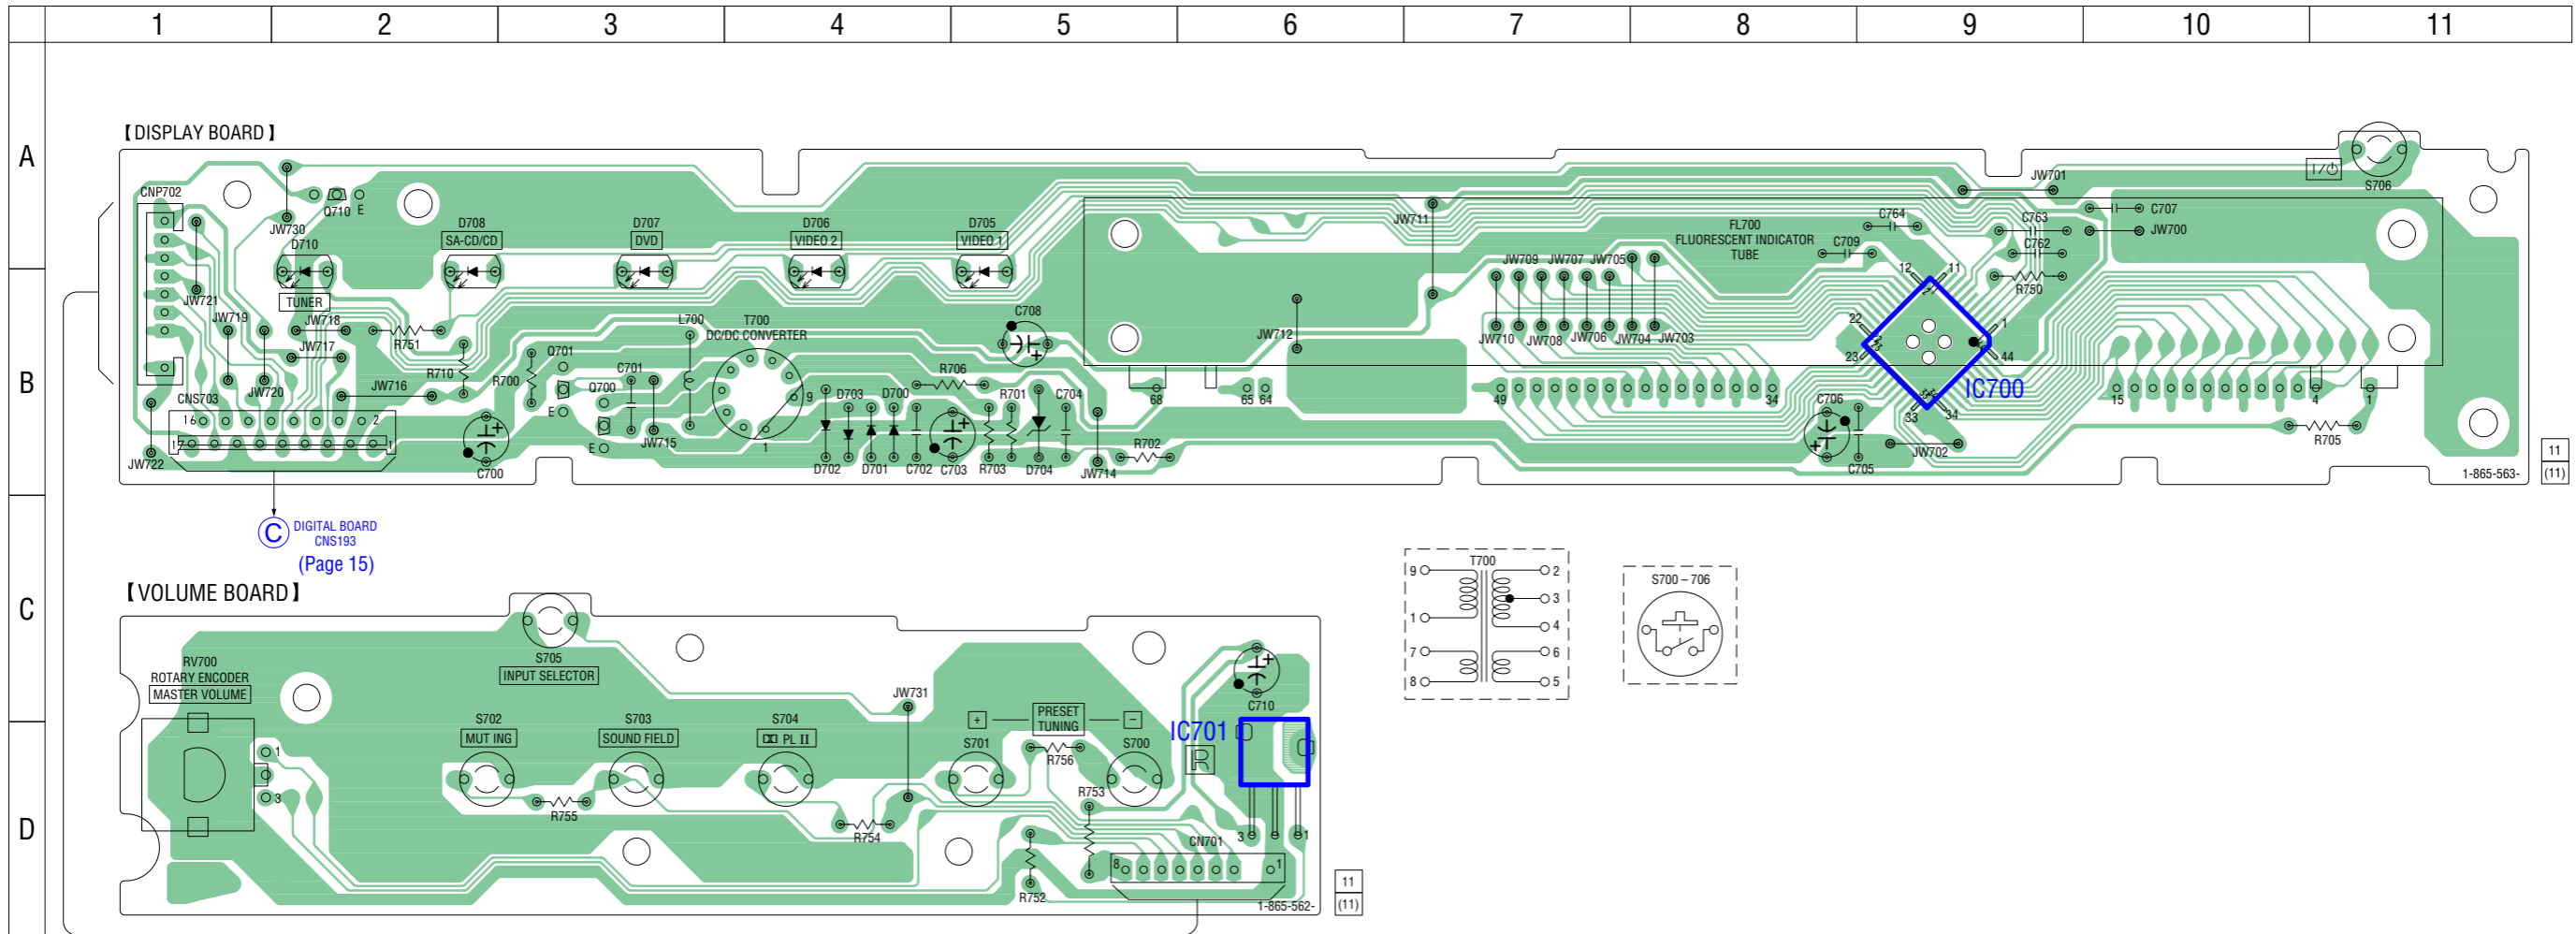 1 2 3 4 5 6 7 8 9 10 11
A
B
C
D
【DISPLAY BOARD】
CNP702
Q710 E
JW730
D710
TUNER
D708
SA-CD/CD
D707
DVD
D706
VIDEO 2
D705
VIDEO 1
JW711
FL700
FLUORESCENT INDICATOR
TUBE
C764
C709
JW701
C763
C762
C707
JW700
R750
I/⏻
S706
JW721
JW719
JW718
JW717
JW720
JW716
R751
R710
R700
Q701
E
Q700
E
C701
JW715
L700
T700
DC/DC CONVERTER
9
1
C708
JW712
JW709 JW707 JW705
JW710 JW708 JW706 JW704 JW703
12 11
22
23
1
44
33 34
IC700
CNS703
16 2
17 1
JW722
C700
D703 D700
R706
R701 C704
D702 D701 C702 C703 R703 D704
JW714
R702
68 65 64 49 34 15 4 1
C706
C705
JW702
R705
1-865-563-
11
(11)
C DIGITAL BOARD
CNS193
(Page 15)
【VOLUME BOARD】
RV700
ROTARY ENCODER
MASTER VOLUME
1
3
S705
INPUT SELECTOR
S702
MUT ING
S703
SOUND FIELD
S704
PL II
JW731
+ PRESET TUNING −
S701
S700
R756
R755
R754
R753
R752
IC701
R
C710
3 1
CN701
8 1
1-865-562-
11
(11)
T700
9 2
3
1 4
7 6
8 5
S700 – 706